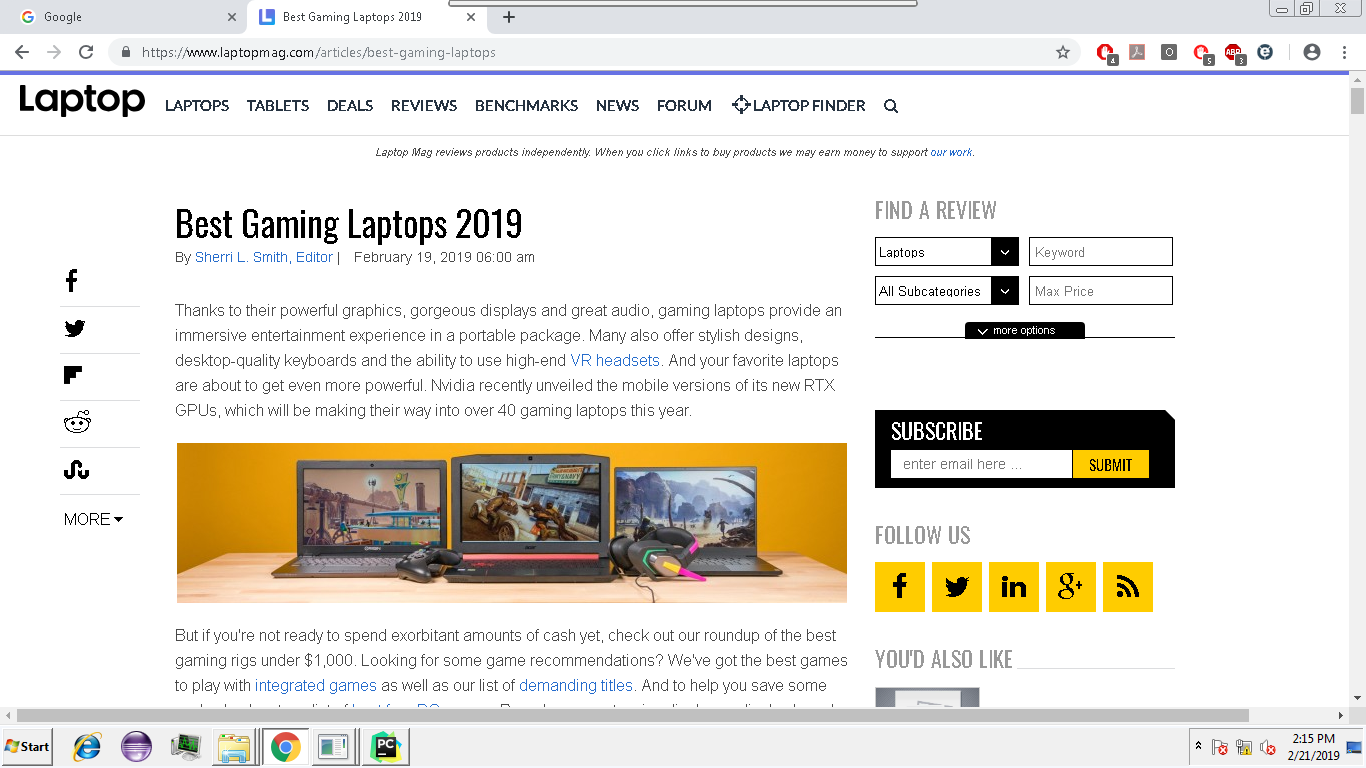 Google
Best Gaming Laptops 2019
https://www.laptopmag.com/articles/best-gaming-laptops
4
5
ABP
3
Laptop
LAPTOPS TABLETS DEALS REVIEWS BENCHMARKS NEWS FORUM LAPTOP FINDER
Laptop Mag reviews products independently. When you click links to buy products we may earn money to support our work.
Best Gaming Laptops 2019
By Sherri L. Smith, Editor | February 19, 2019 06:00 am
Thanks to their powerful graphics, gorgeous displays and great audio, gaming laptops provide an
immersive entertainment experience in a portable package. Many also offer stylish designs,
desktop-quality keyboards and the ability to use high-end VR headsets. And your favorite laptops
are about to get even more powerful. Nvidia recently unveiled the mobile versions of its new RTX
GPUs, which will be making their way into over 40 gaming laptops this year.
MORE
But if you're not ready to spend exorbitant amounts of cash yet, check out our roundup of the best
gaming rigs under $1,000. Looking for some game recommendations? We've got the best games
to play with integrated games as well as our list of demanding titles. And to help you save some
FIND A REVIEW
Laptops
Keyword
All Subcategories
Max Price
more options
SUBSCRIBE
enter email here ...
SUBMIT
FOLLOW US
YOU'D ALSO LIKE
Start
PC
2:15 PM
2/21/2019